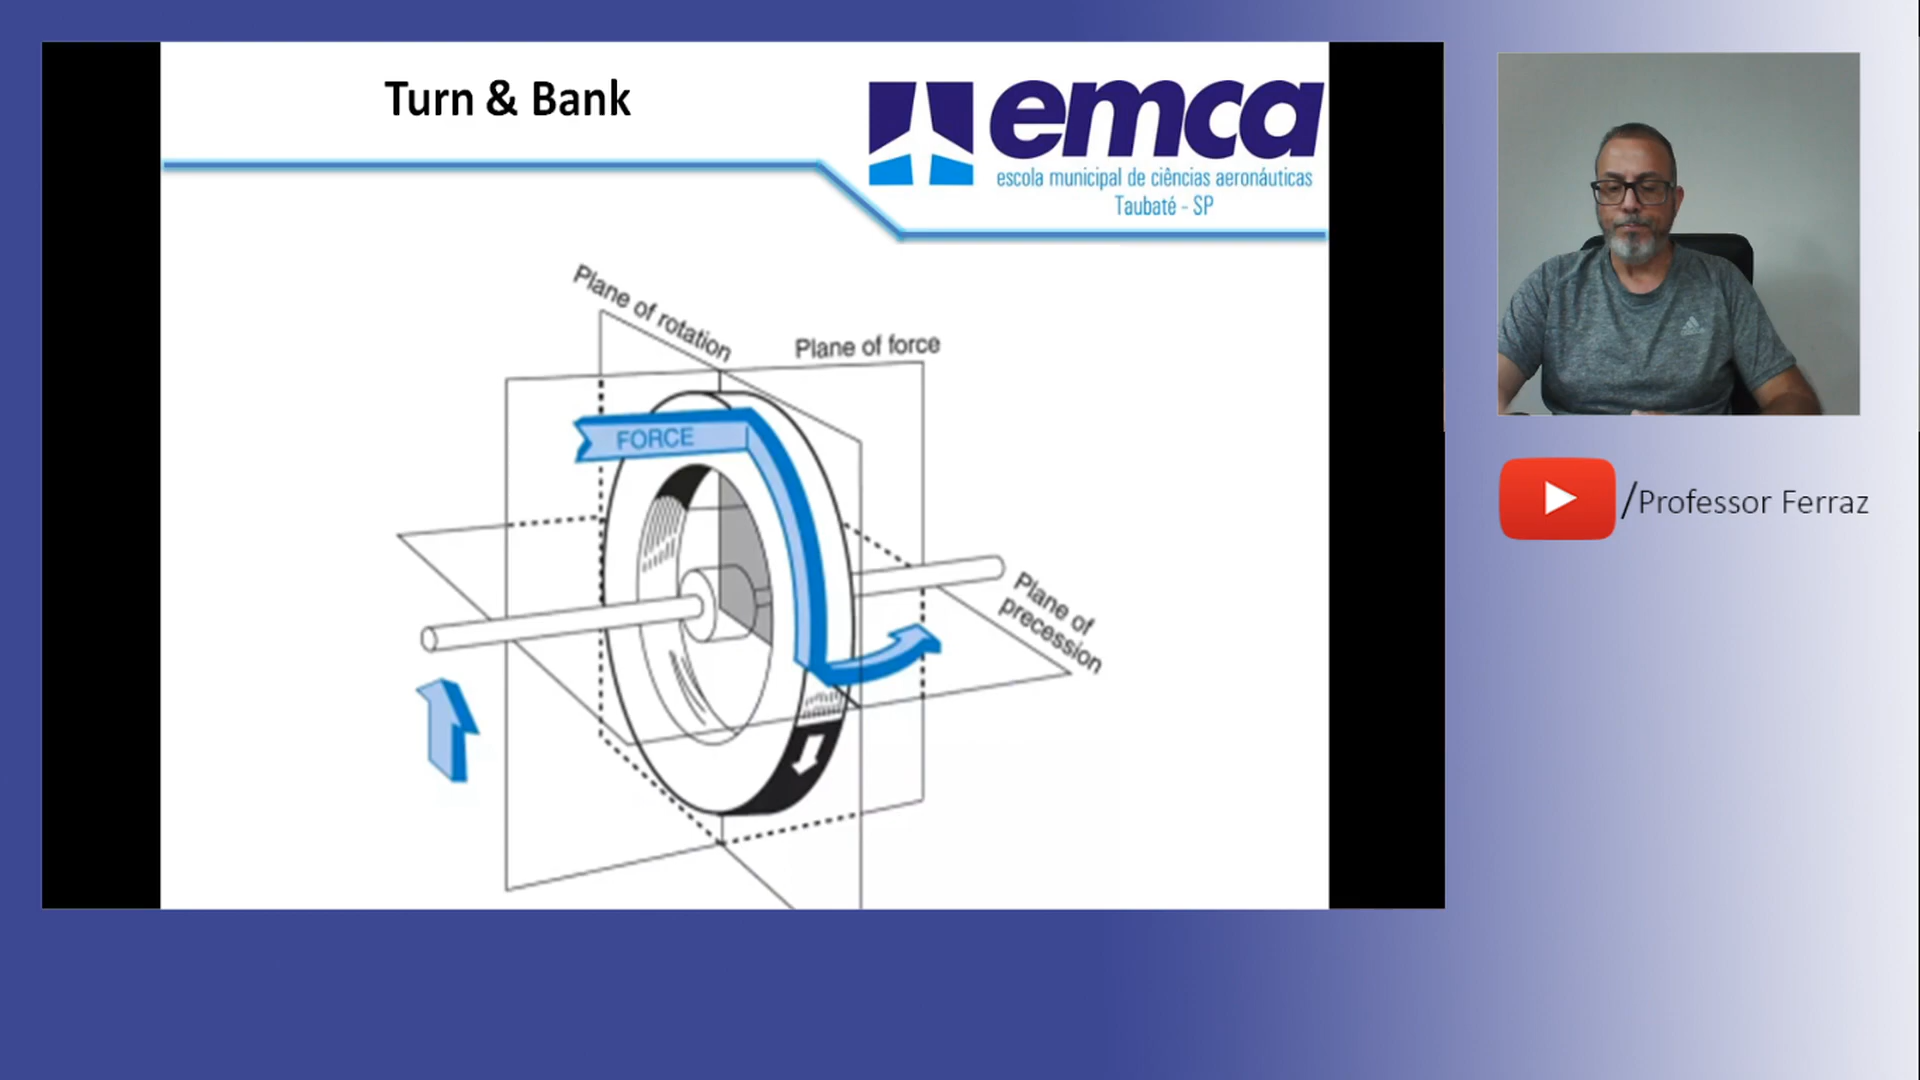 Turn & Bank
emca
escola municipal de ciências aeronáuticas
Taubaté - SP
Plane of rotation
Plane of force
FORCE
Plane of
precession
/Professor Ferraz